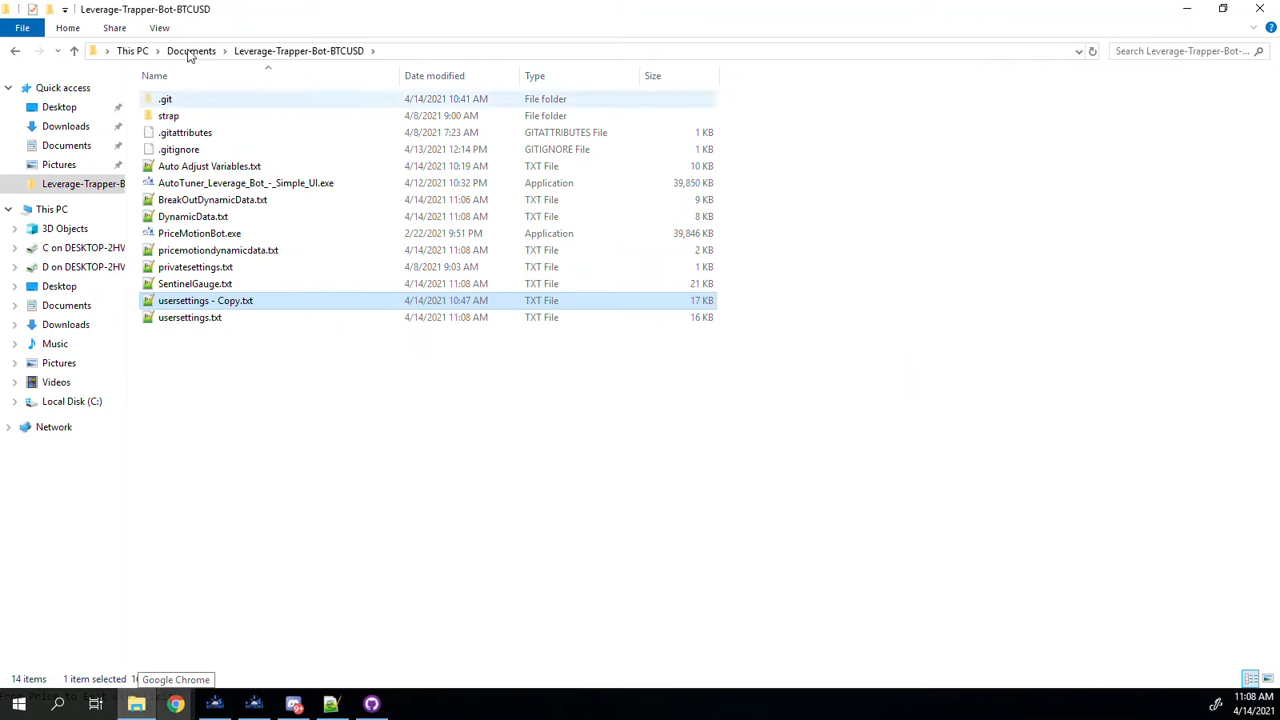 Leverage-Trapper-Bot-BTCUSD
File Home Share View
This PC Documents Leverage-Trapper-Bot-BTCUSD Search Leverage-Trapper-Bot-...
Name Date modified Type Size
Quick access
Desktop
Downloads
Documents
Pictures
Leverage-Trapper-B
This PC
3D Objects
C on DESKTOP-2HV
D on DESKTOP-2HV
Desktop
Documents
Downloads
Music
Pictures
Videos
Local Disk (C:)
Network
.git 4/14/2021 10:41 AM File folder
strap 4/8/2021 9:00 AM File folder
.gitattributes 4/8/2021 7:23 AM GITATTRIBUTES File 1 KB
.gitignore 4/13/2021 12:14 PM GITIGNORE File 1 KB
Auto Adjust Variables.txt 4/14/2021 10:19 AM TXT File 10 KB
AutoTuner_Leverage_Bot_-_Simple_UI.exe 4/12/2021 10:32 PM Application 39,850 KB
BreakOutDynamicData.txt 4/14/2021 11:06 AM TXT File 9 KB
DynamicData.txt 4/14/2021 11:08 AM TXT File 8 KB
PriceMotionBot.exe 2/22/2021 9:51 PM Application 39,846 KB
pricemotiondynamicdata.txt 4/14/2021 11:08 AM TXT File 2 KB
privatesettings.txt 4/8/2021 9:03 AM TXT File 1 KB
SentinelGauge.txt 4/14/2021 11:08 AM TXT File 21 KB
usersettings - Copy.txt 4/14/2021 10:47 AM TXT File 17 KB
usersettings.txt 4/14/2021 11:08 AM TXT File 16 KB
14 items 1 item selected
Google Chrome
11:08 AM
4/14/2021